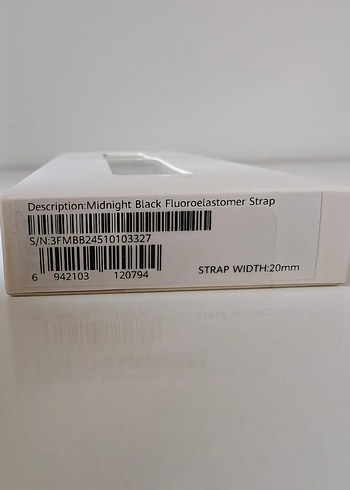 Description:Midnight Black Fluoroelastomer Strap
S/N:3FMBB24510103327
6 942103 120794
STRAP WIDTH:20mm